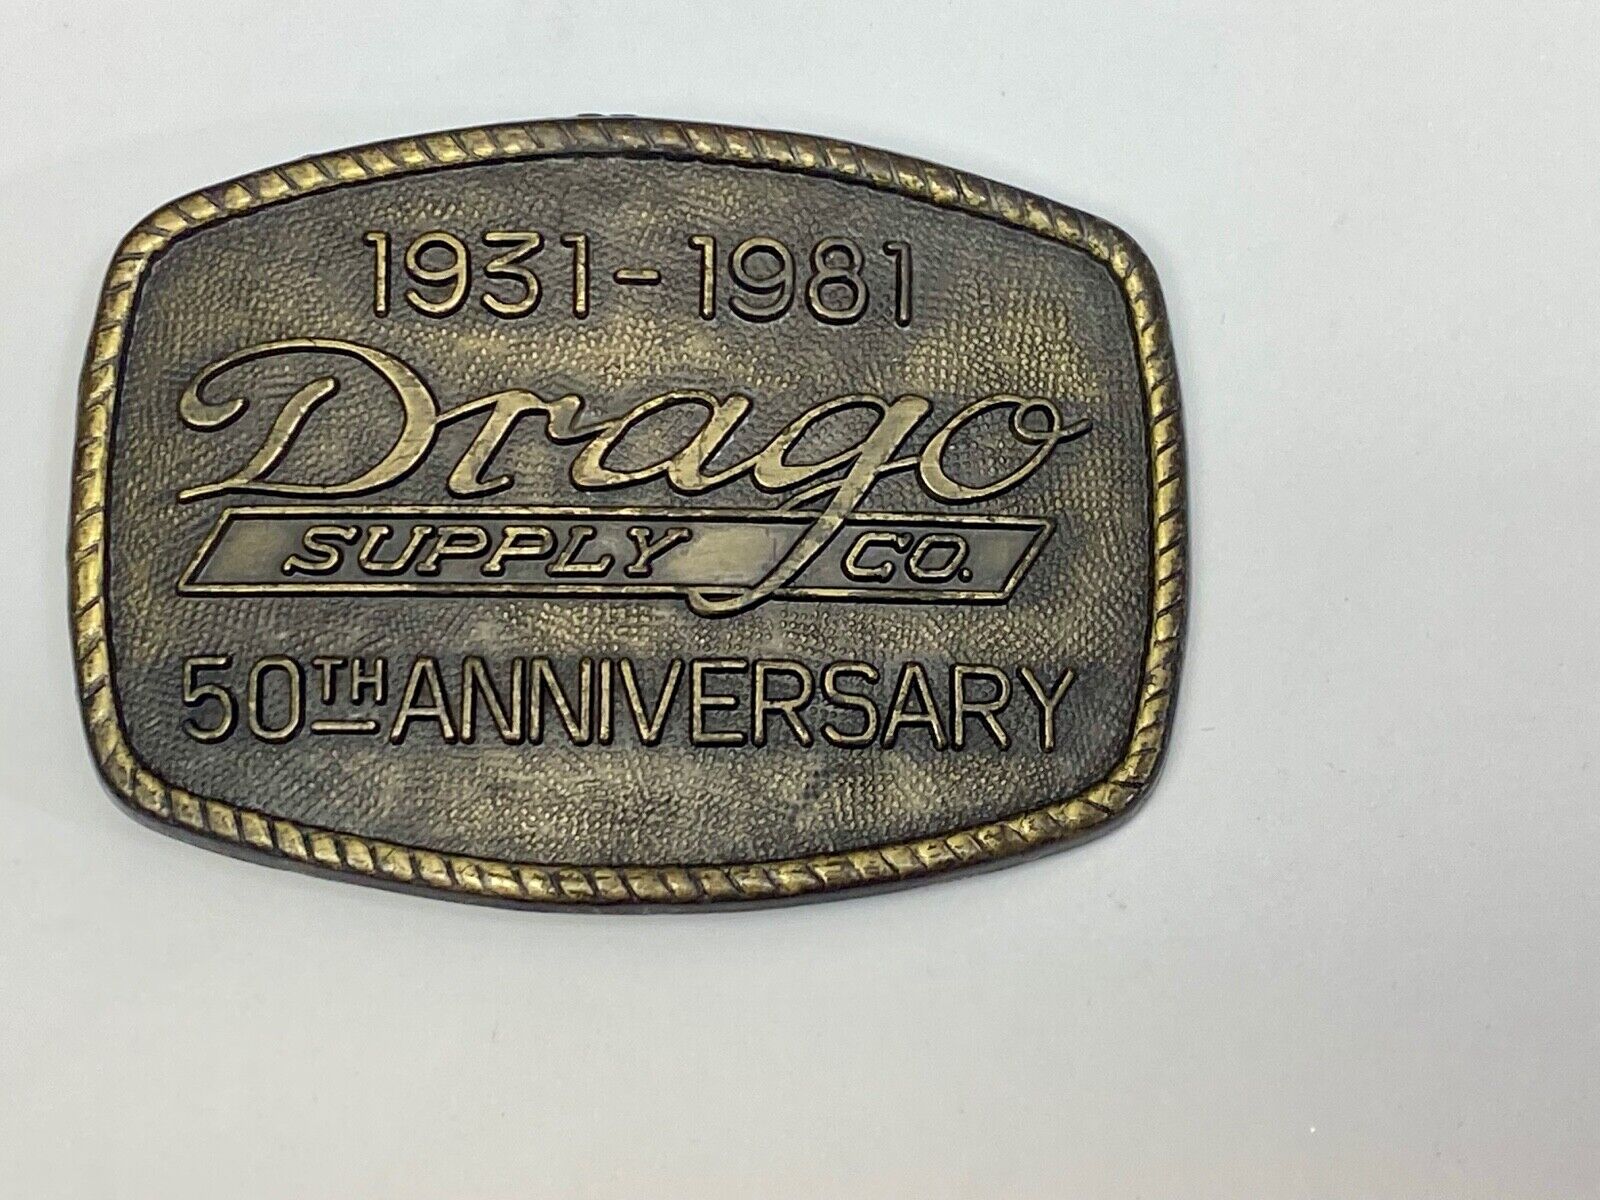 1931-1981
Drago
SUPPLY CO.
50TH ANNIVERSARY